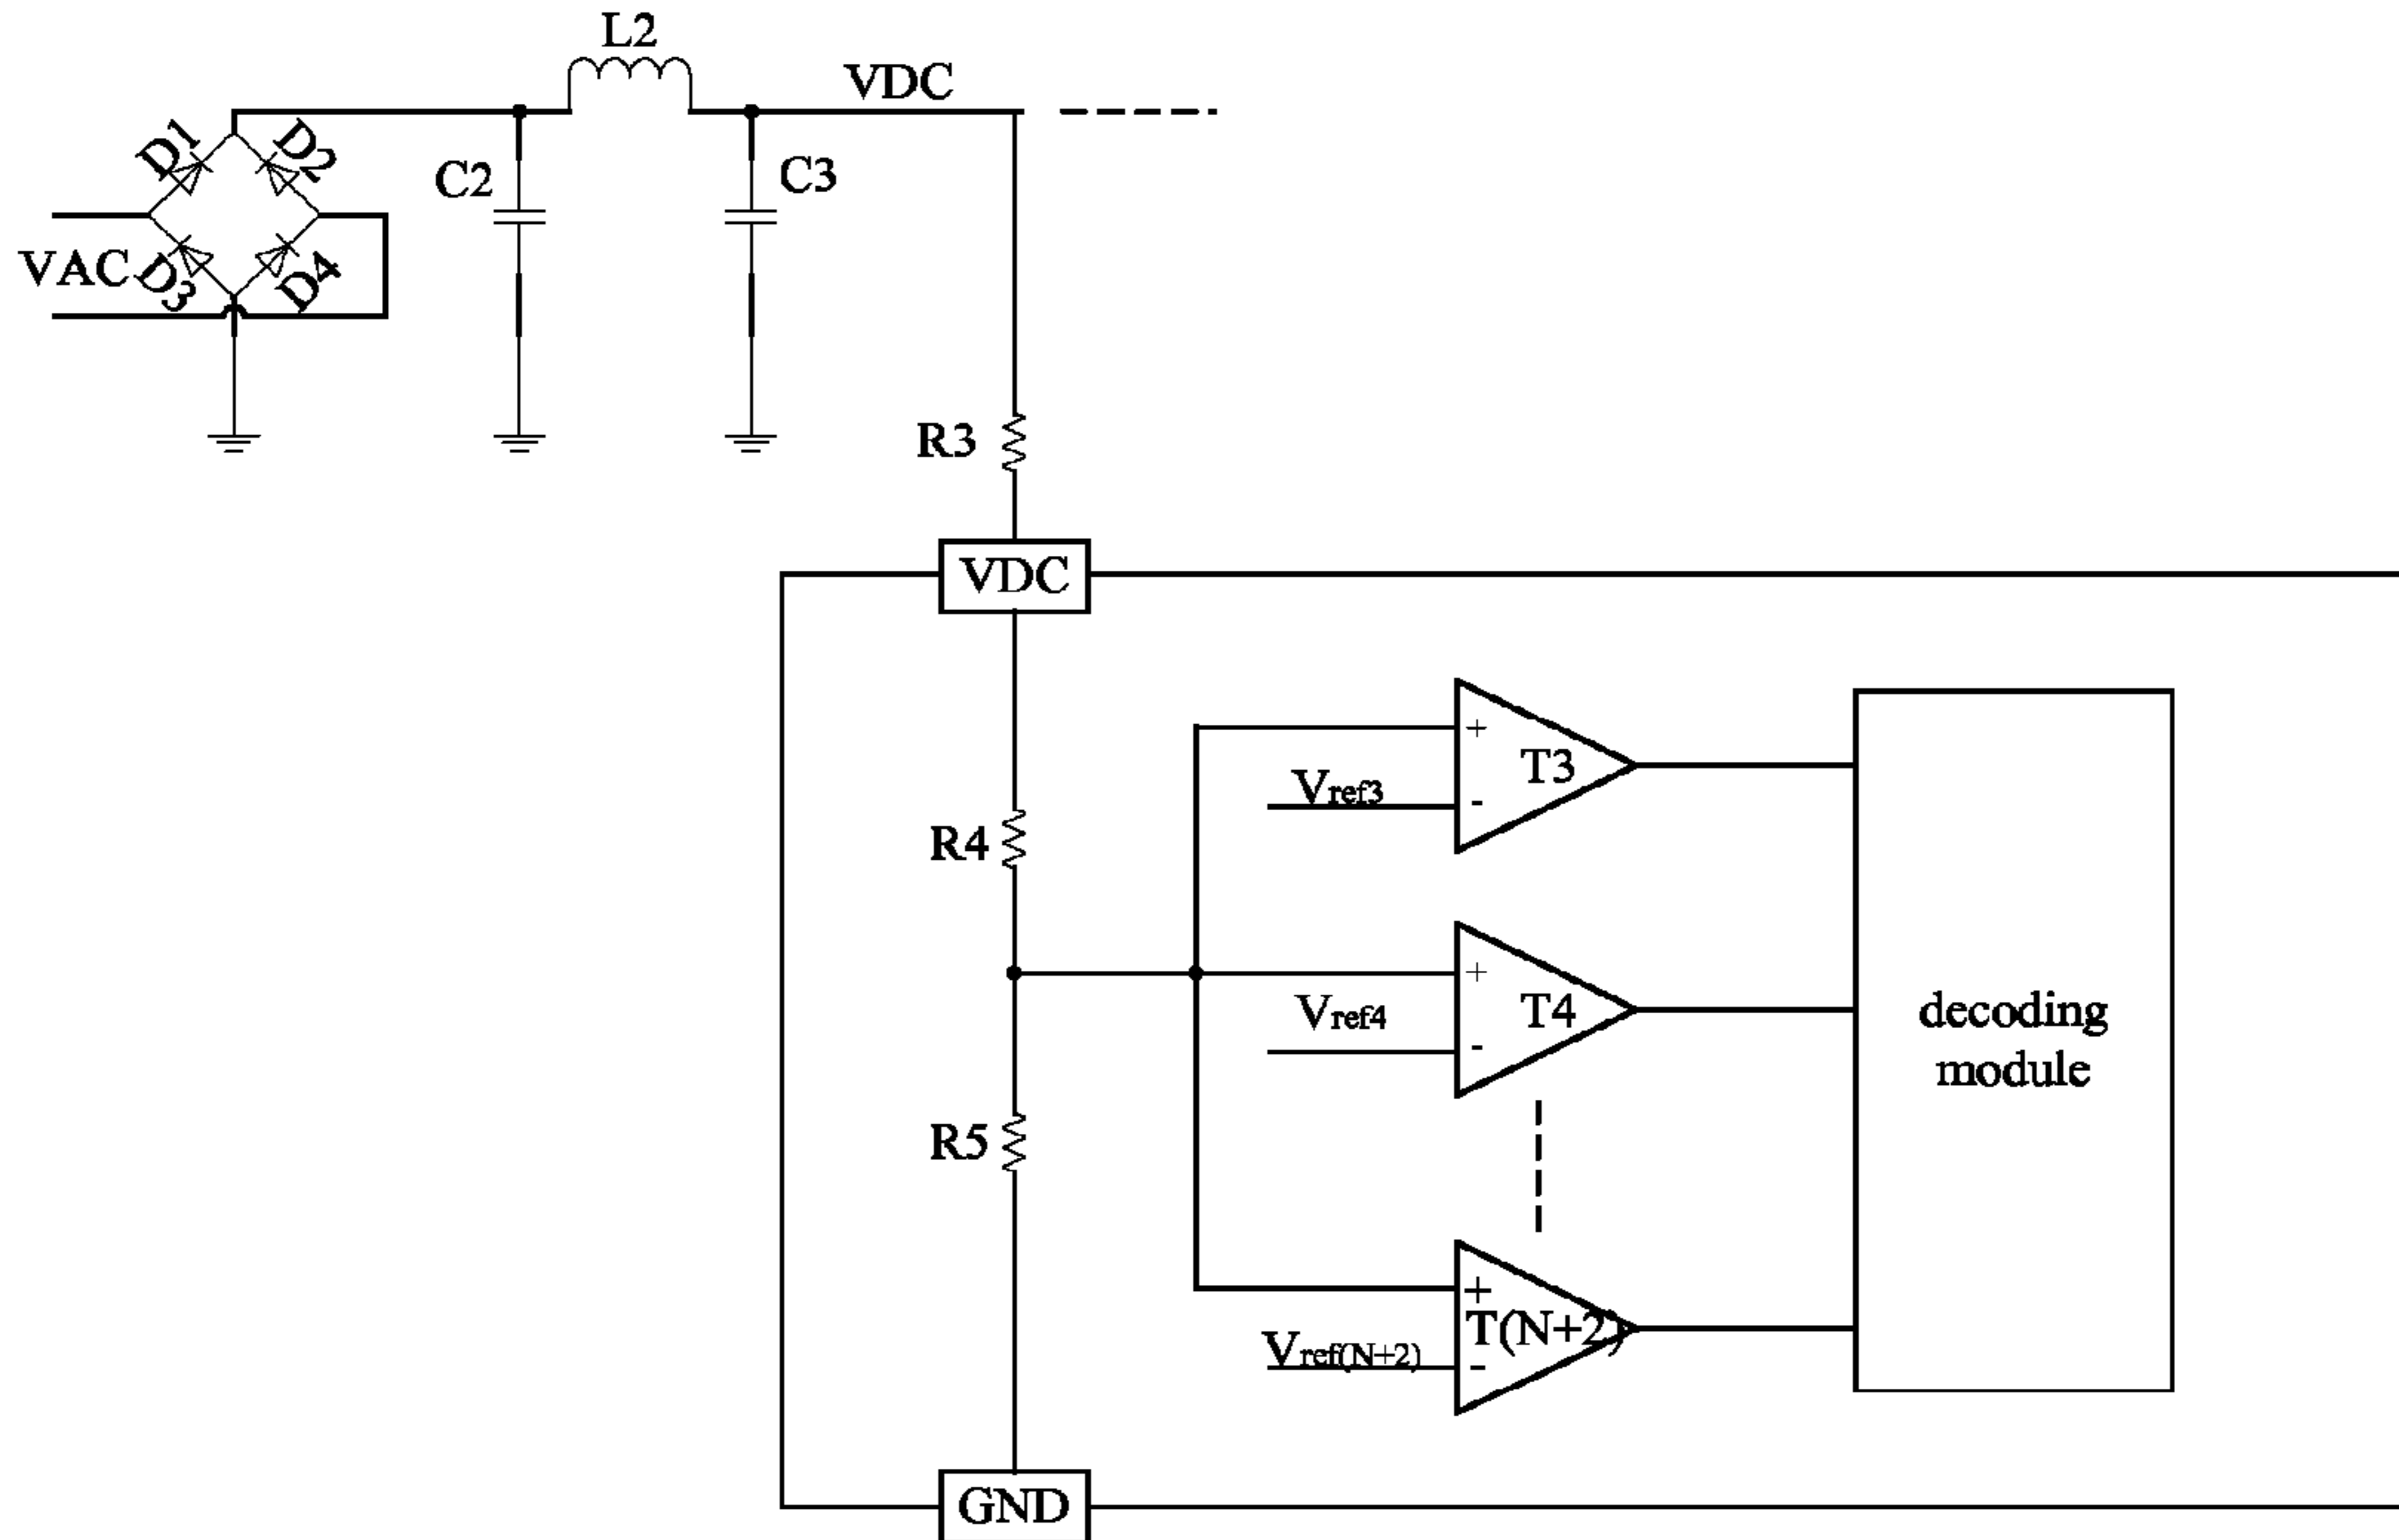 L2
VDC
D1
D2
C2
C3
VAC
D3
D4
R3
VDC
+
T3
Vref3
-
R4
+
T4
Vref4
-
decoding
module
R5
+
T(N+2)
Vref(N+2)
-
GND